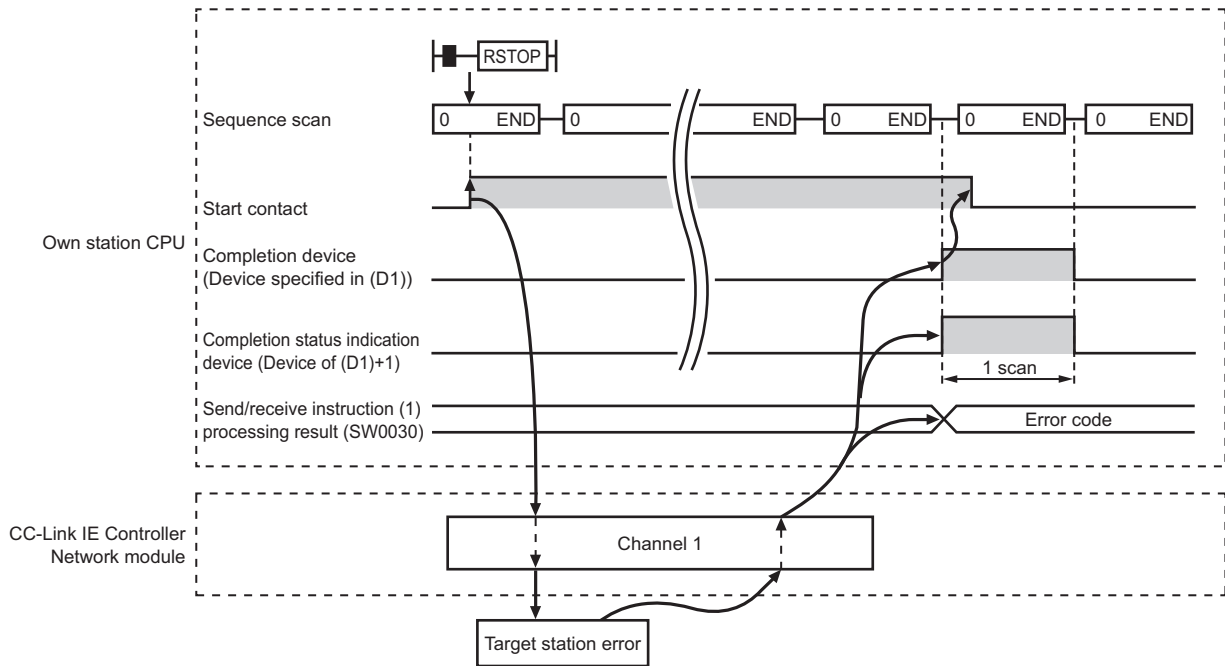 RSTOP
Sequence scan
0 END 0 END 0 END 0 END 0 END
Start contact
Own station CPU
Completion device
(Device specified in (D1))
Completion status indication
device (Device of (D1)+1)
1 scan
Send/receive instruction (1)
processing result (SW0030)
Error code
CC-Link IE Controller
Network module
Channel 1
Target station error